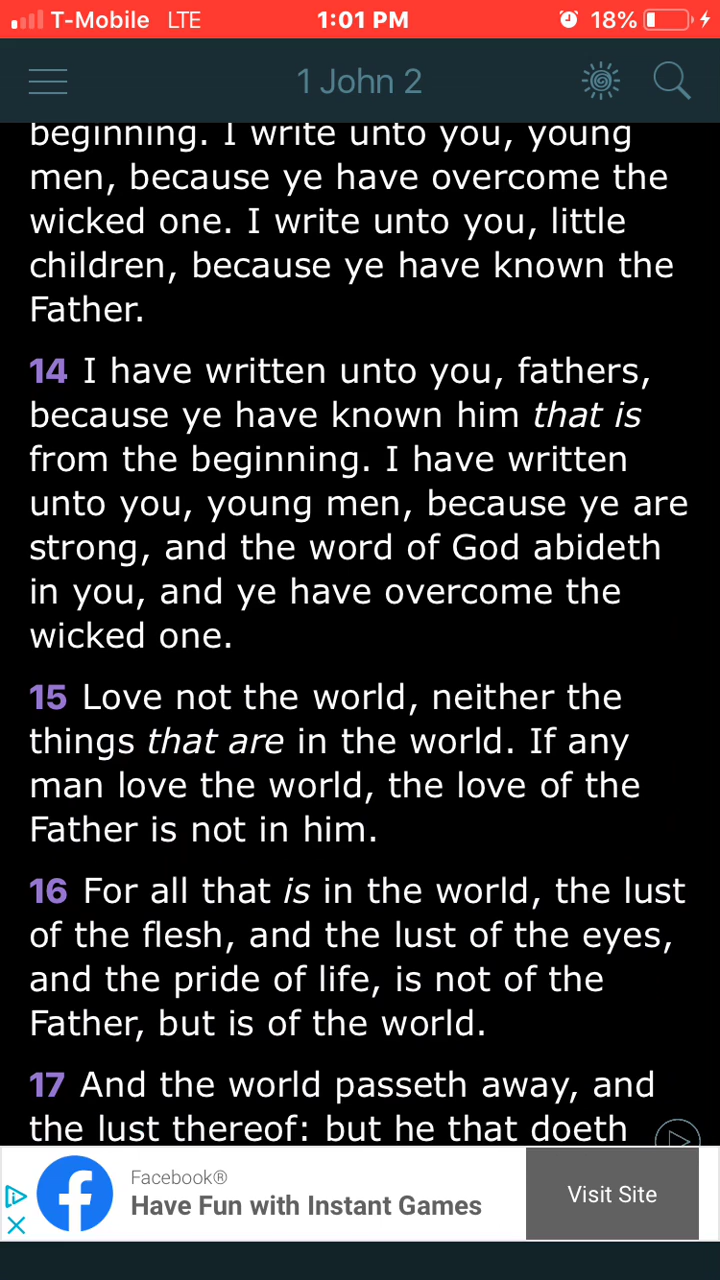 T-Mobile LTE 1:01 PM 18%
1 John 2
beginning. I write unto you, young
men, because ye have overcome the
wicked one. I write unto you, little
children, because ye have known the
Father.
14 I have written unto you, fathers,
because ye have known him that is
from the beginning. I have written
unto you, young men, because ye are
strong, and the word of God abideth
in you, and ye have overcome the
wicked one.
15 Love not the world, neither the
things that are in the world. If any
man love the world, the love of the
Father is not in him.
16 For all that is in the world, the lust
of the flesh, and the lust of the eyes,
and the pride of life, is not of the
Father, but is of the world.
17 And the world passeth away, and
the lust thereof: but he that doeth
Facebook®
Have Fun with Instant Games
Visit Site